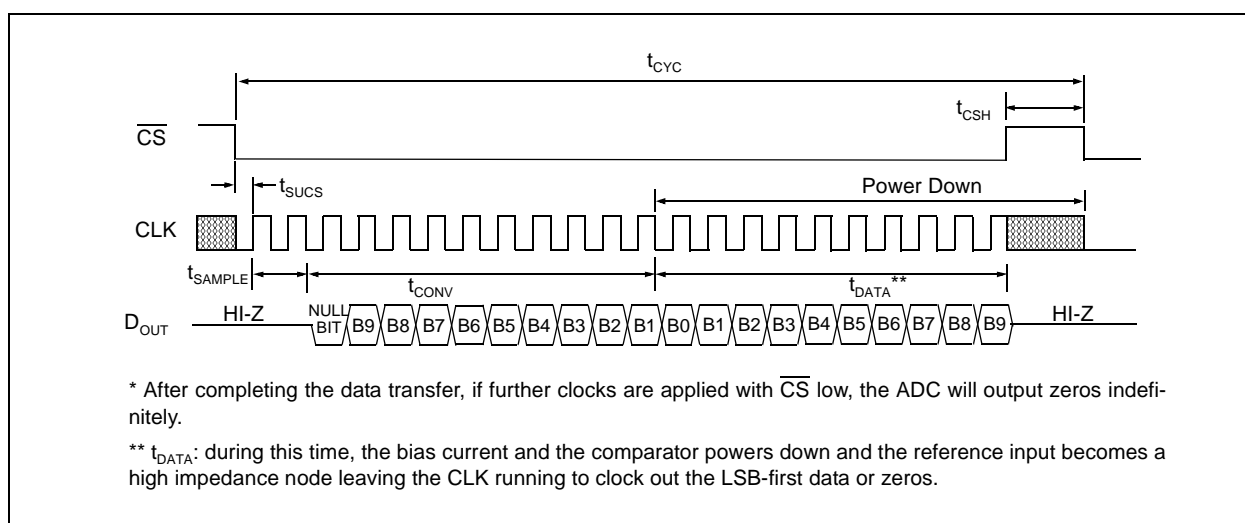 tCYC
tCSH
CS
tSUCS
Power Down
CLK
tSAMPLE
tCONV
tDATA**
HI-Z
NULL BIT B9 B8 B7 B6 B5 B4 B3 B2 B1 B0 B1 B2 B3 B4 B5 B6 B7 B8 B9
HI-Z
DOUT
* After completing the data transfer, if further clocks are applied with CS low, the ADC will output zeros indefi-
nitely.
** tDATA: during this time, the bias current and the comparator powers down and the reference input becomes a
high impedance node leaving the CLK running to clock out the LSB-first data or zeros.